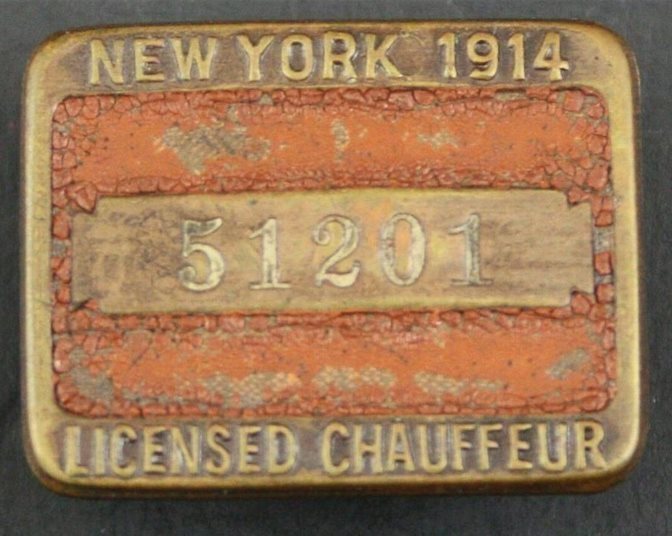 NEW YORK 1914
51201
LICENSED CHAUFFEUR